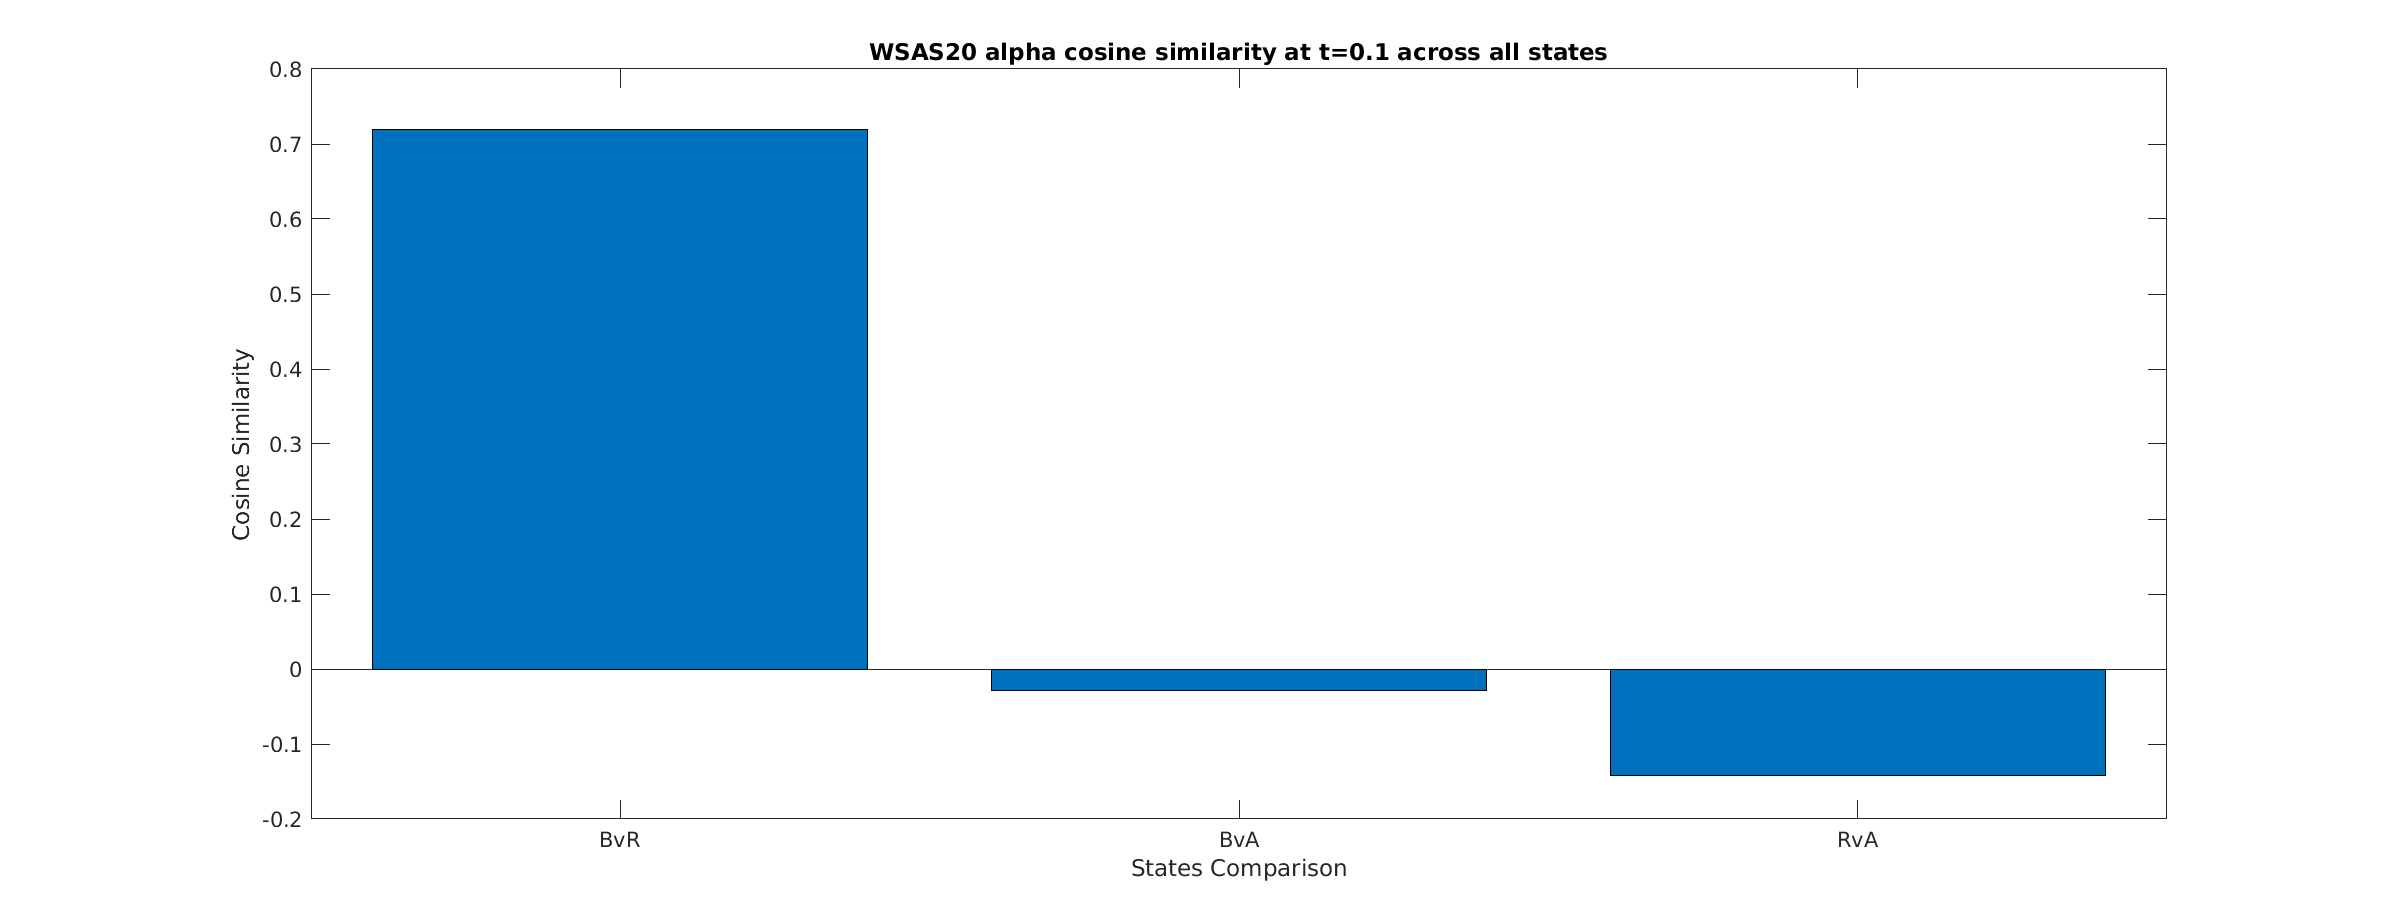 WSAS20 alpha cosine similarity at t=0.1 across all states
0.8
0.7
0.6
0.5
0.4
0.3
0.2
0.1
0
-0.1
-0.2
Cosine Similarity
BvR BvA RvA
States Comparison